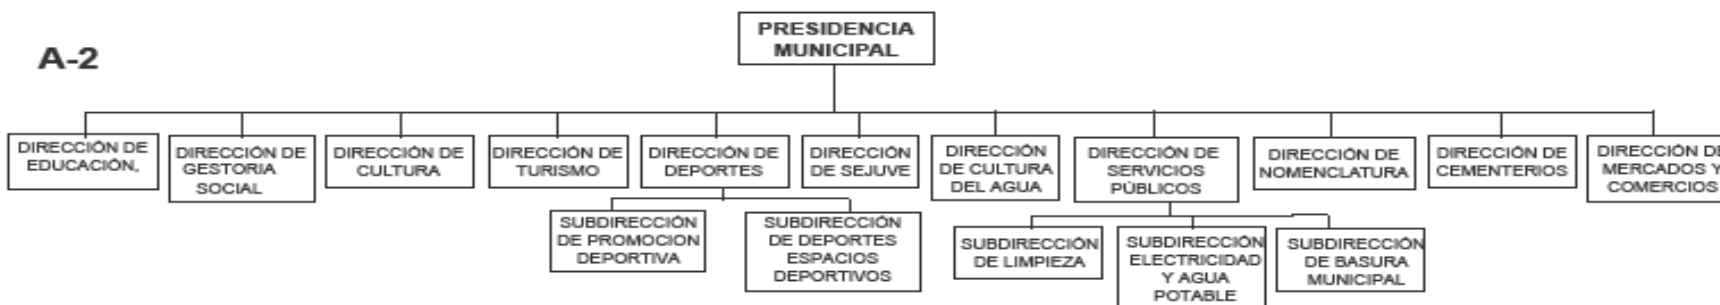 PRESIDENCIA
MUNICIPAL
A-2
DIRECCIÓN DE
EDUCACIÓN,
DIRECCIÓN DE
GESTORIA
SOCIAL
DIRECCIÓN DE
CULTURA
DIRECCIÓN DE
TURISMO
DIRECCIÓN DE
DEPORTES
DIRECCIÓN
DE SEJUVE
DIRECCIÓN
DE CULTURA
DEL AGUA
DIRECCIÓN DE
SERVICIOS
PÚBLICOS
DIRECCIÓN DE
NOMENCLATURA
DIRECCIÓN DE
CEMENTERIOS
DIRECCIÓN DE
MERCADOS Y
COMERCIOS
SUBDIRECCIÓN
DE PROMOCION
DEPORTIVA
SUBDIRECCIÓN
DE DEPORTES
ESPACIOS
DEPORTIVOS
SUBDIRECCIÓN
DE LIMPIEZA
SUBDIRECCIÓN
ELECTRICIDAD
Y AGUA
POTABLE
SUBDIRECCIÓN
DE BASURA
MUNICIPAL